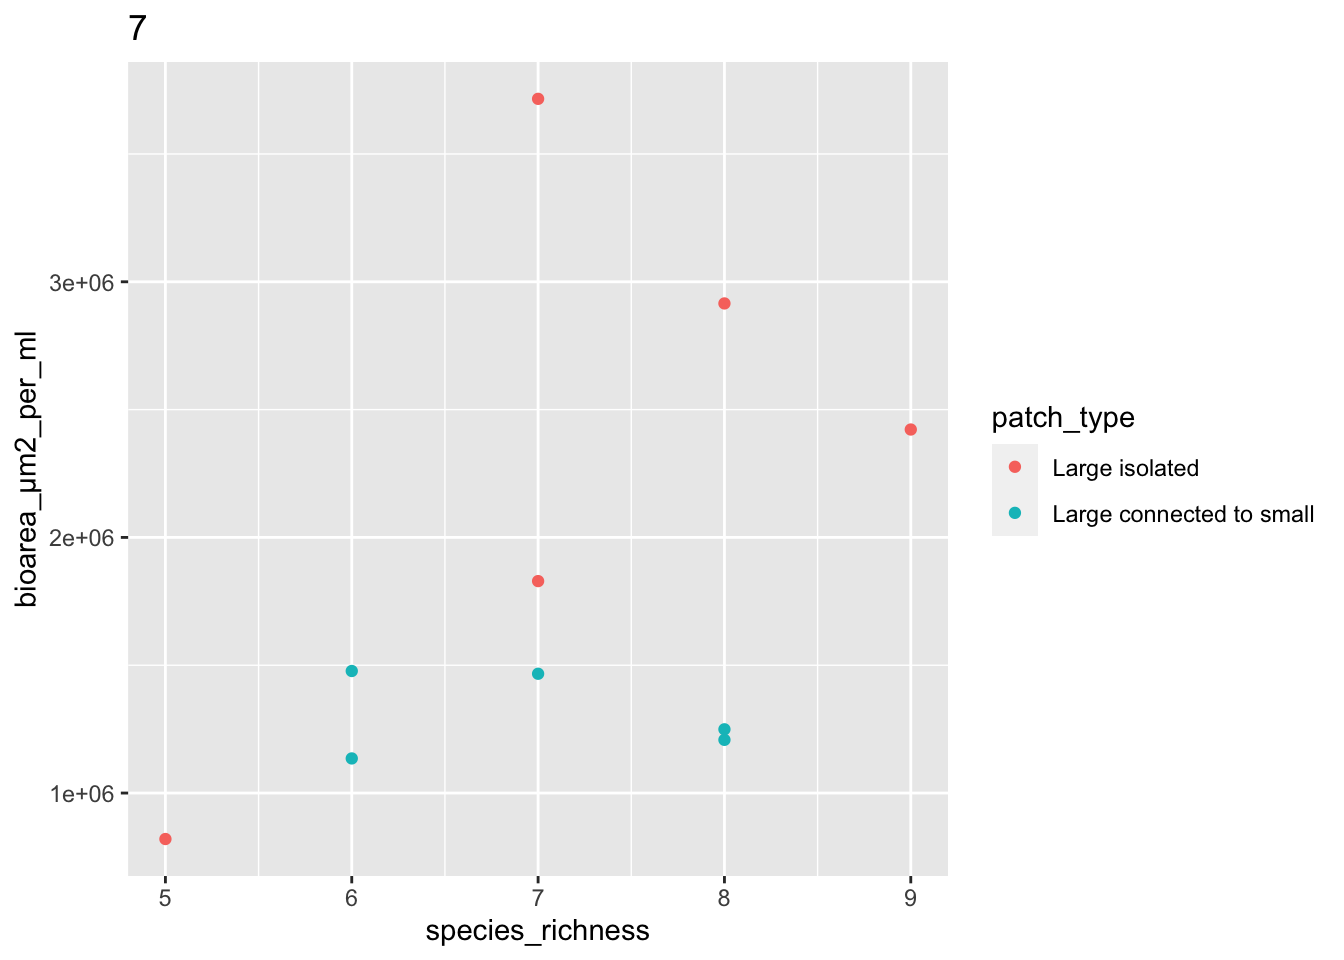 7
bioarea_µm2_per_ml
3e+06
2e+06
1e+06
5 6 7 8 9
species_richness
patch_type
Large isolated
Large connected to small